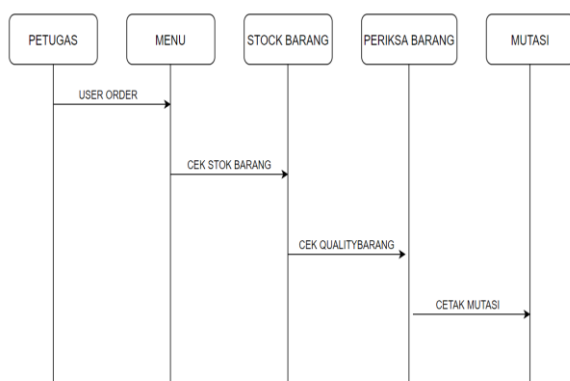 PETUGAS
MENU
STOCK BARANG
PERIKSA BARANG
MUTASI
USER ORDER
CEK STOK BARANG
CEK QUALITYBARANG
CETAK MUTASI